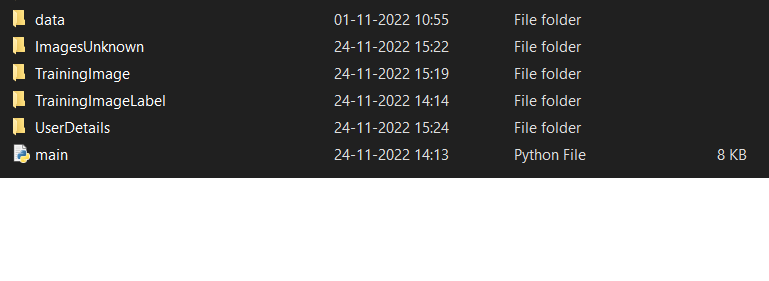 data 01-11-2022 10:55 File folder
ImagesUnknown 24-11-2022 15:22 File folder
TrainingImage 24-11-2022 15:19 File folder
TrainingImageLabel 24-11-2022 14:14 File folder
UserDetails 24-11-2022 15:24 File folder
main 24-11-2022 14:13 Python File 8 KB